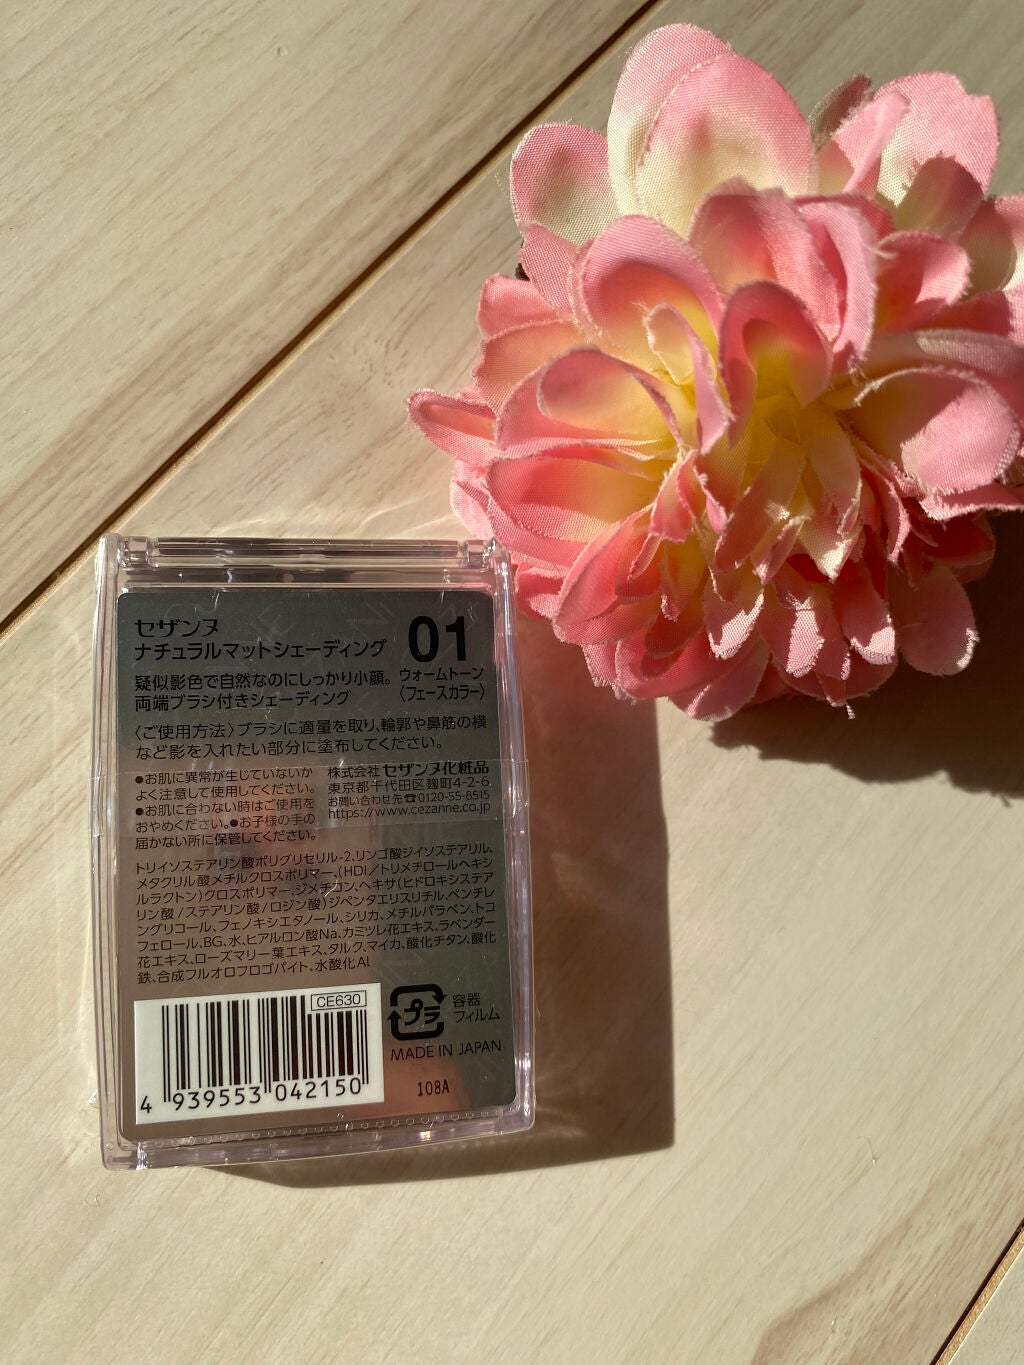 セザンヌ
ナチュラルマットシェーディング
01
ウォームトーン
〈フェースカラー〉
疑似影色で自然なのにしっかり小顔。
両端ブラシ付きシェーディング
〈ご使用方法〉ブラシに適量を取り、輪郭や鼻筋の横
など影を入れたい部分に塗布してください。
●お肌に異常が生じていないか
よく注意して使用してください。
●お肌に合わない時はご使用を
おやめください。●お子様の手の
届かない所に保管してください。
株式会社セザンヌ化粧品
東京都千代田区麹町4-2-6
お問い合わせ先☎0120-55-8515
https://www.cezanne.co.jp
トリイソステアリン酸ポリグリセリル-2、リンゴ酸ジイソステアリル、
メタクリル酸メチルクロスポリマー、(HDI/トリメチロールヘキシ
ルラクトン)クロスポリマー、ジメチコン、ヘキサ(ヒドロキシステア
リン酸/ステアリン酸/ロジン酸)ジペンタエリスリチル、ペンチレ
ングリコール、フェノキシエタノール、シリカ、メチルパラベン、トコ
フェロール、BG、水、ヒアルロン酸Na、カミツレ花エキス、ラベンダー
花エキス、ローズマリー葉エキス、タルク、マイカ、酸化チタン、酸化
鉄、合成フルオロフロゴパイト、水酸化Al
CE630
4 939553 042150
プラ
容器
フィルム
MADE IN JAPAN
108A